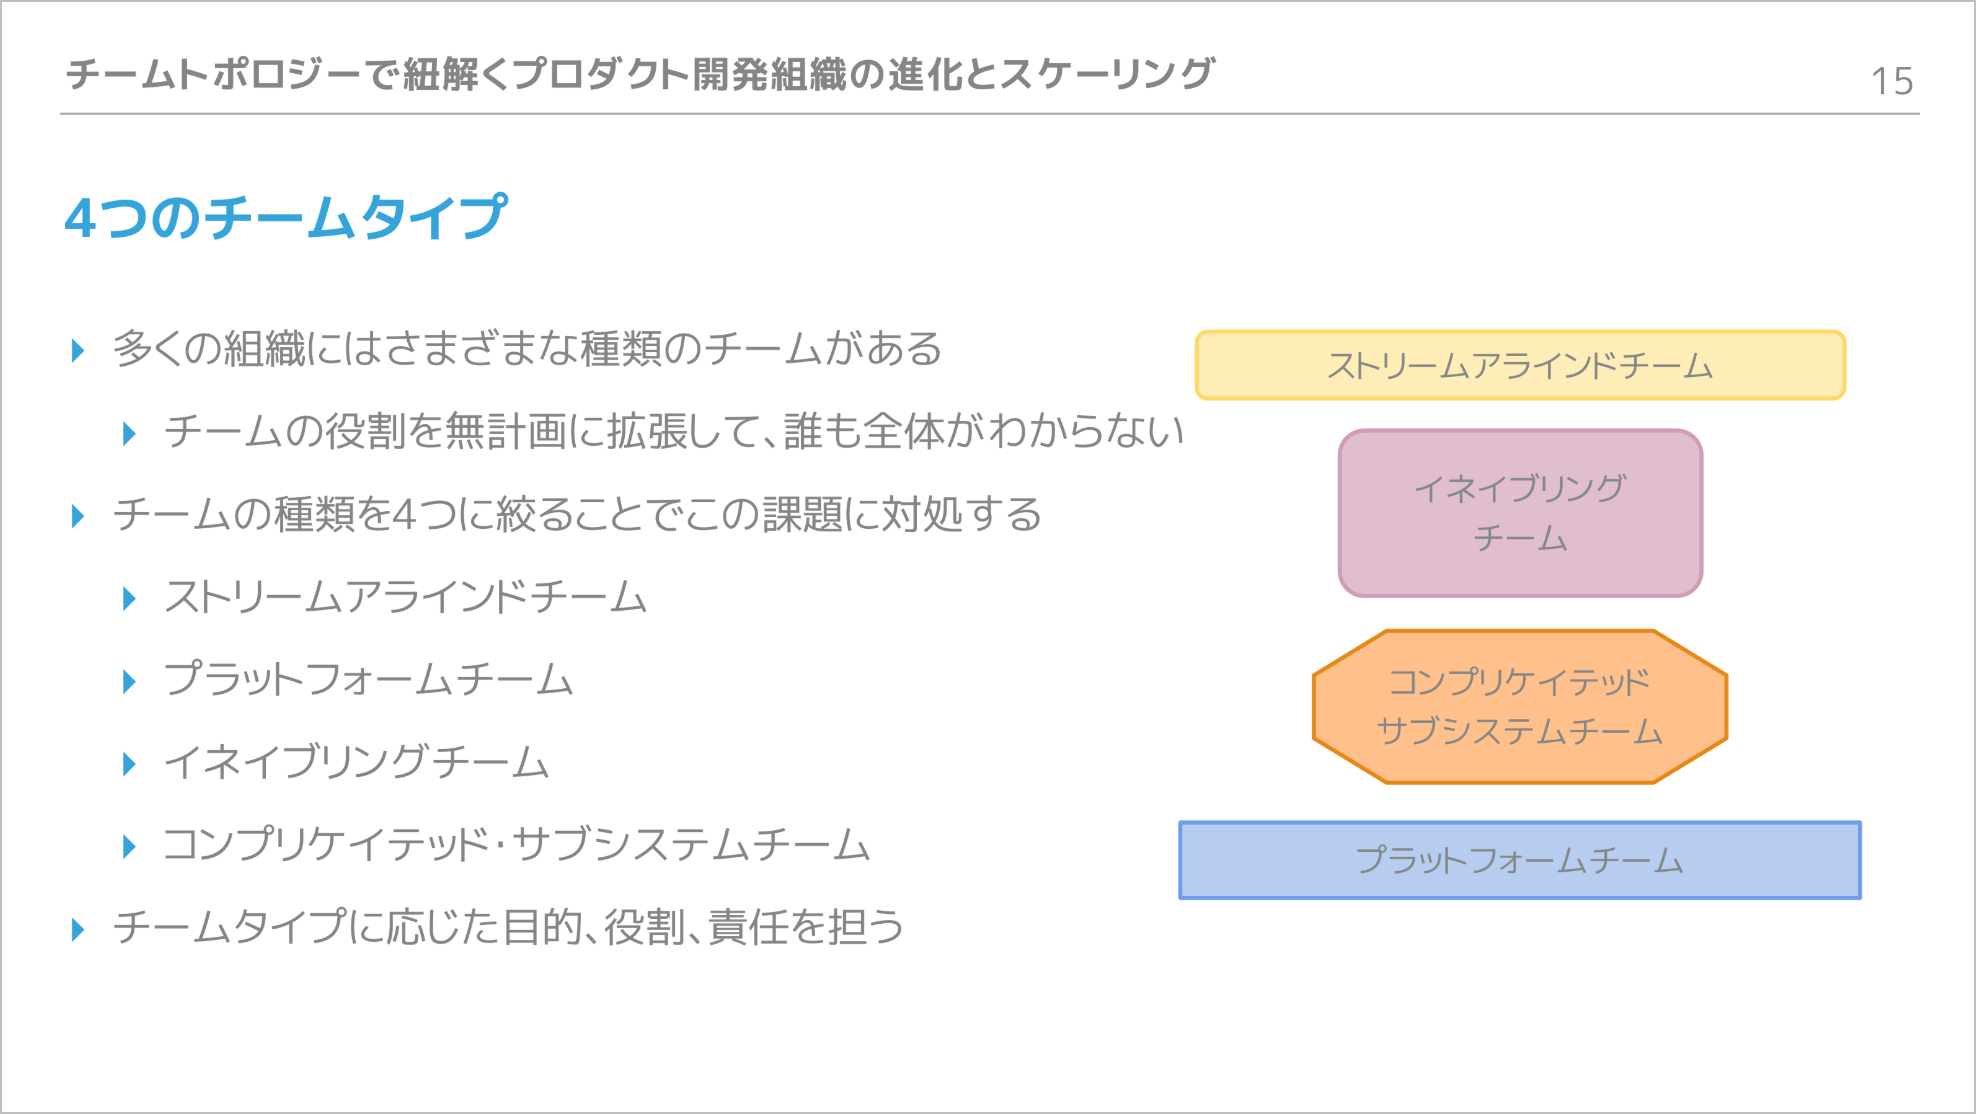 チームトポロジーで紐解くプロダクト開発組織の進化とスケーリング
15
4つのチームタイプ
多くの組織にはさまざまな種類のチームがある
チームの役割を無計画に拡張して、誰も全体がわからない
チームの種類を4つに絞ることでこの課題に対処する
ストリームアラインドチーム
プラットフォームチーム
イネイブリングチーム
コンプリケイテッド・サブシステムチーム
チームタイプに応じた目的、役割、責任を担う
ストリームアラインドチーム
イネイブリング
チーム
コンプリケイテッド
サブシステムチーム
プラットフォームチーム